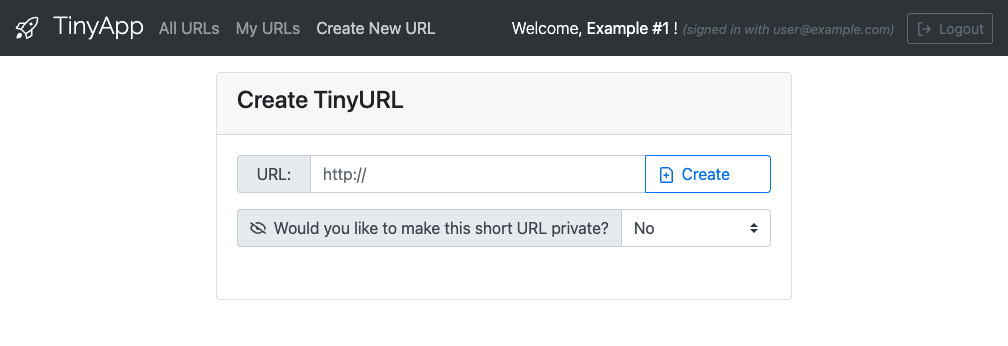 TinyApp All URLs My URLs Create New URL Welcome, Example #1 ! (signed in with user@example.com) Logout
Create TinyURL
URL: http:// Create
Would you like to make this short URL private? No